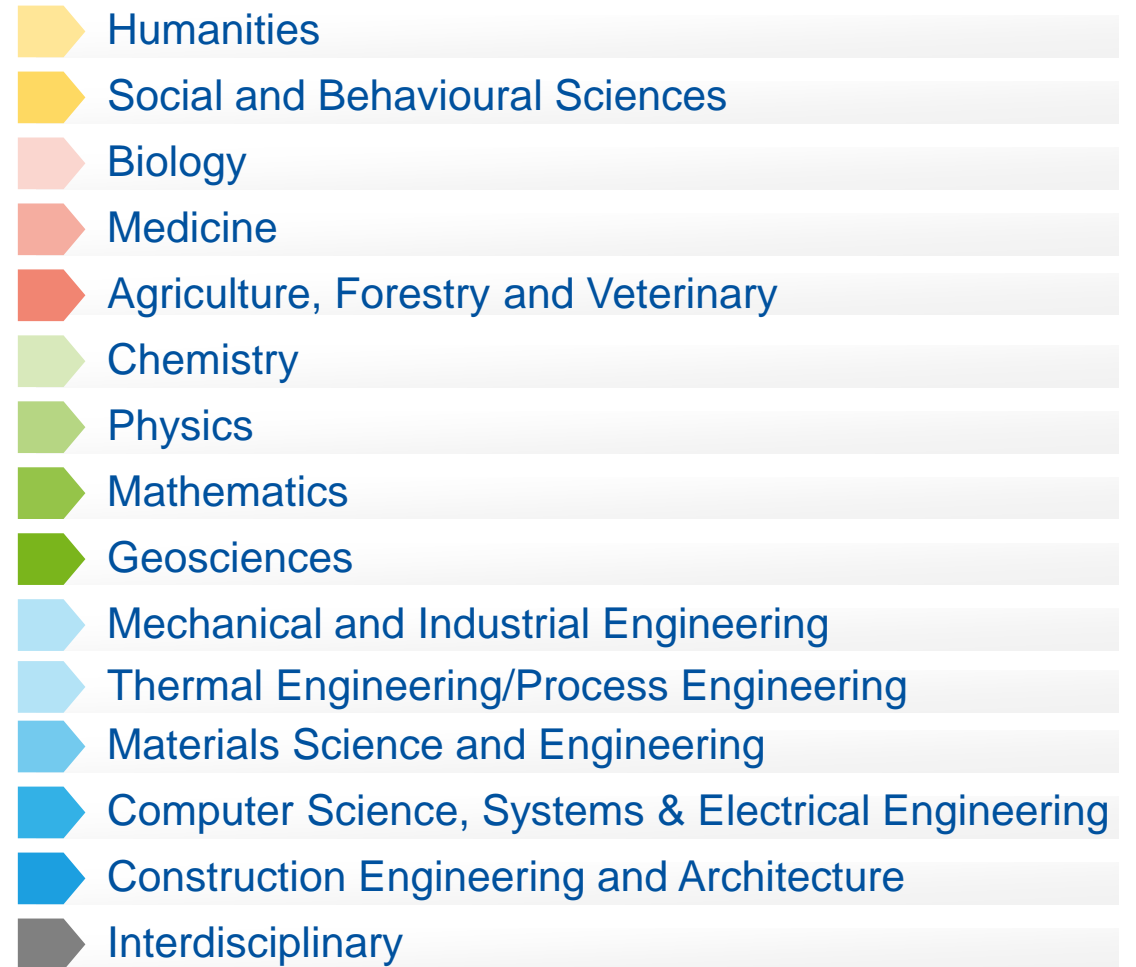 Humanities
Social and Behavioural Sciences
Biology
Medicine
Agriculture, Forestry and Veterinary
Chemistry
Physics
Mathematics
Geosciences
Mechanical and Industrial Engineering
Thermal Engineering/Process Engineering
Materials Science and Engineering
Computer Science, Systems & Electrical Engineering
Construction Engineering and Architecture
Interdisciplinary